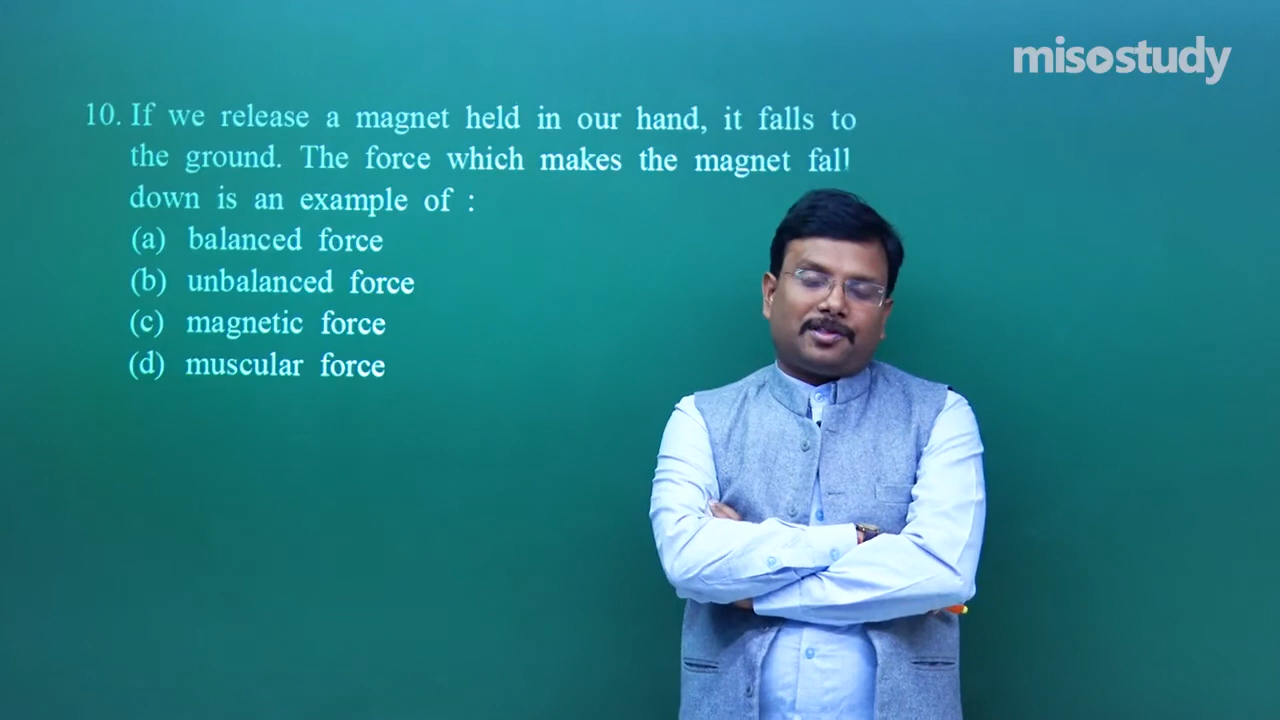 misostudy
10. If we release a magnet held in our hand, it falls to
the ground. The force which makes the magnet fall
down is an example of :
(a) balanced force
(b) unbalanced force
(c) magnetic force
(d) muscular force